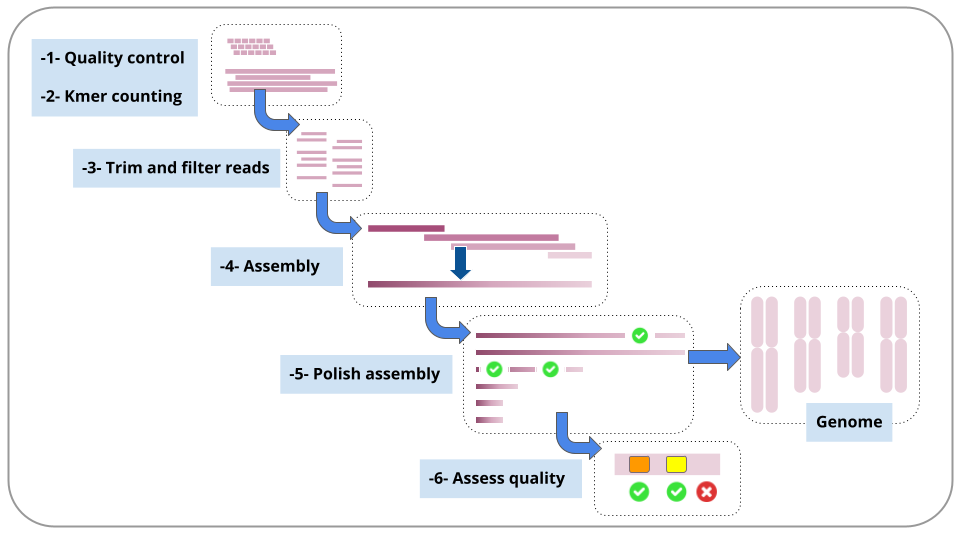 -1- Quality control
-2- Kmer counting
-3- Trim and filter reads
-4- Assembly
-5- Polish assembly
Genome
-6- Assess quality